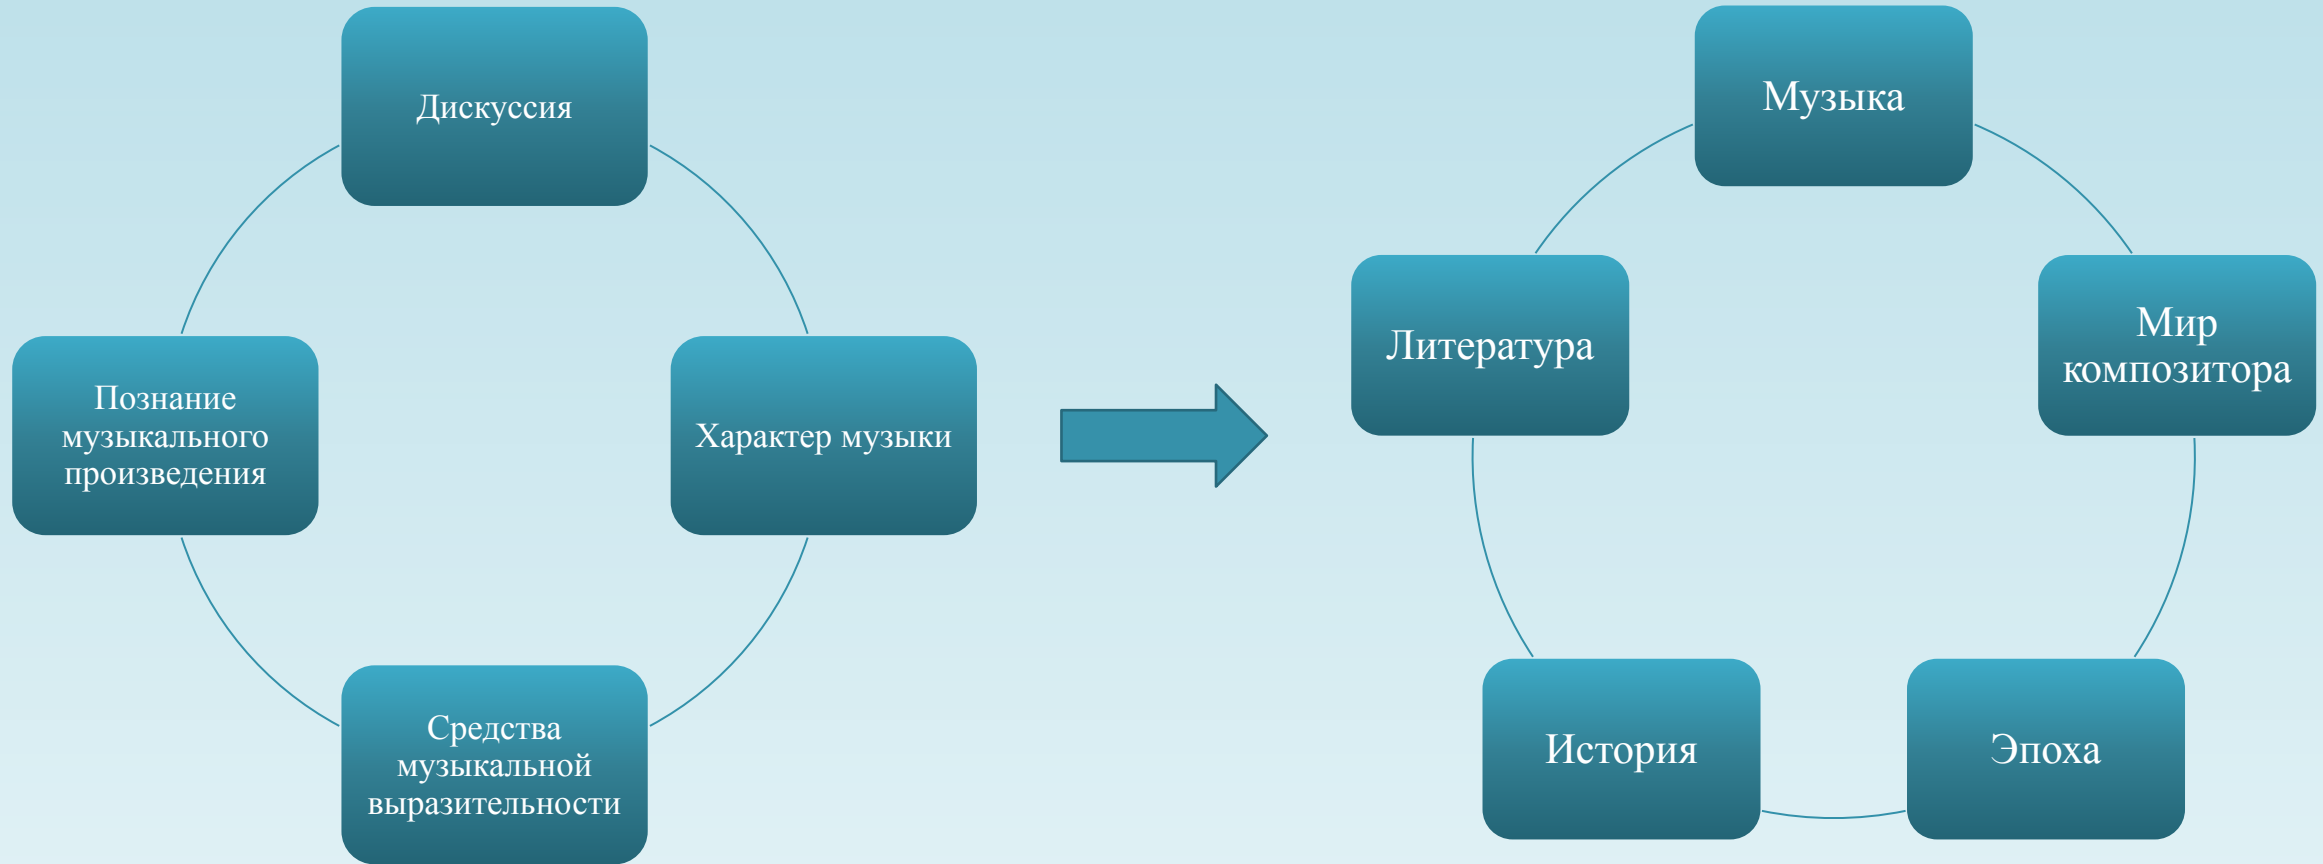 Дискуссия
Характер музыки
Средства
музыкальной
выразительности
Познание
музыкального
произведения
Музыка
Мир
композитора
Эпоха
История
Литература